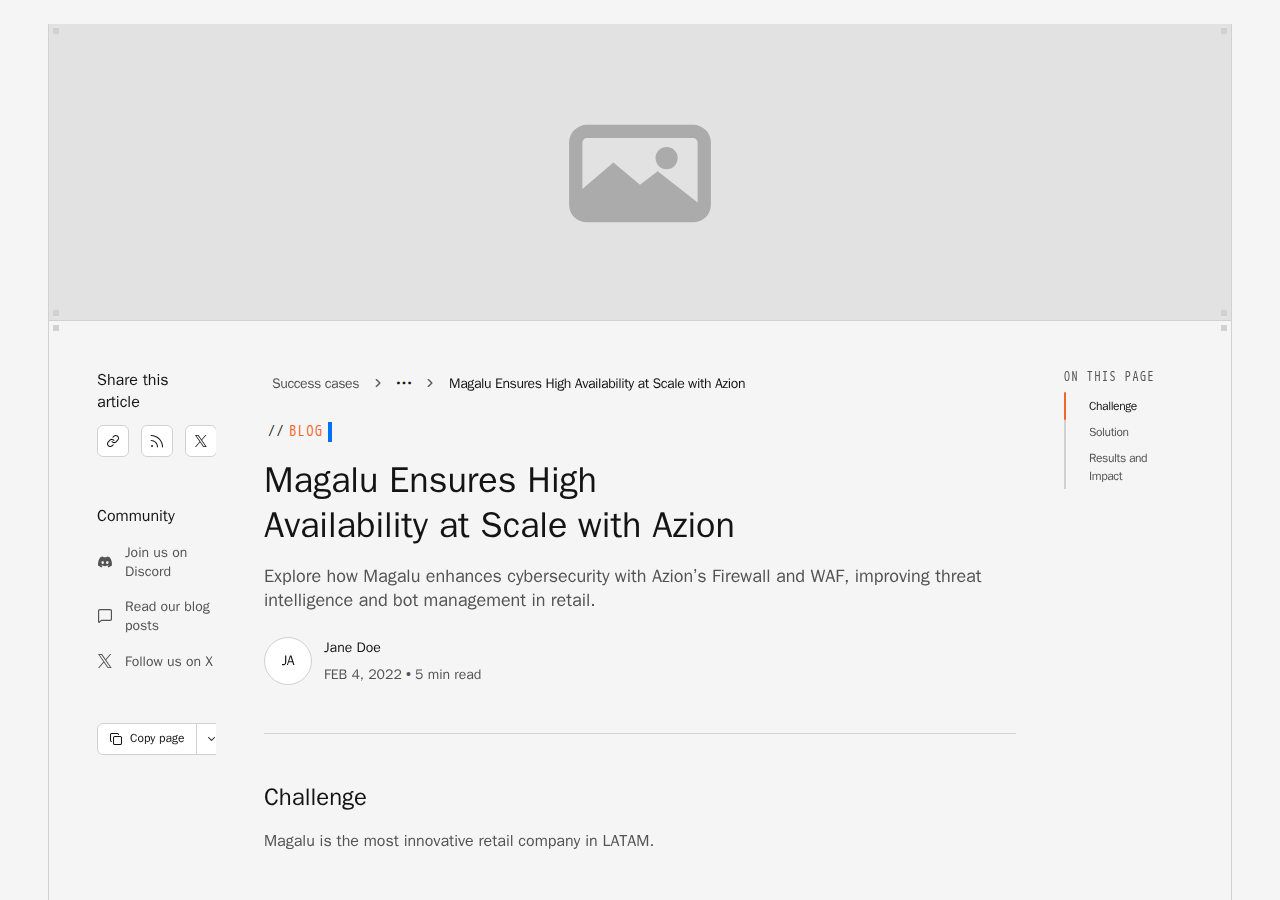 Share this
article
Community
Join us on
Discord
Read our blog
posts
Follow us on X
Copy page
Success cases
Magalu Ensures High Availability at Scale with Azion
// BLOG
Magalu Ensures High
Availability at Scale with Azion
Explore how Magalu enhances cybersecurity with Azion’s Firewall and WAF, improving threat
intelligence and bot management in retail.
JA
Jane Doe
FEB 4, 2022 • 5 min read
Challenge
Magalu is the most innovative retail company in LATAM.
ON THIS PAGE
Challenge
Solution
Results and
Impact